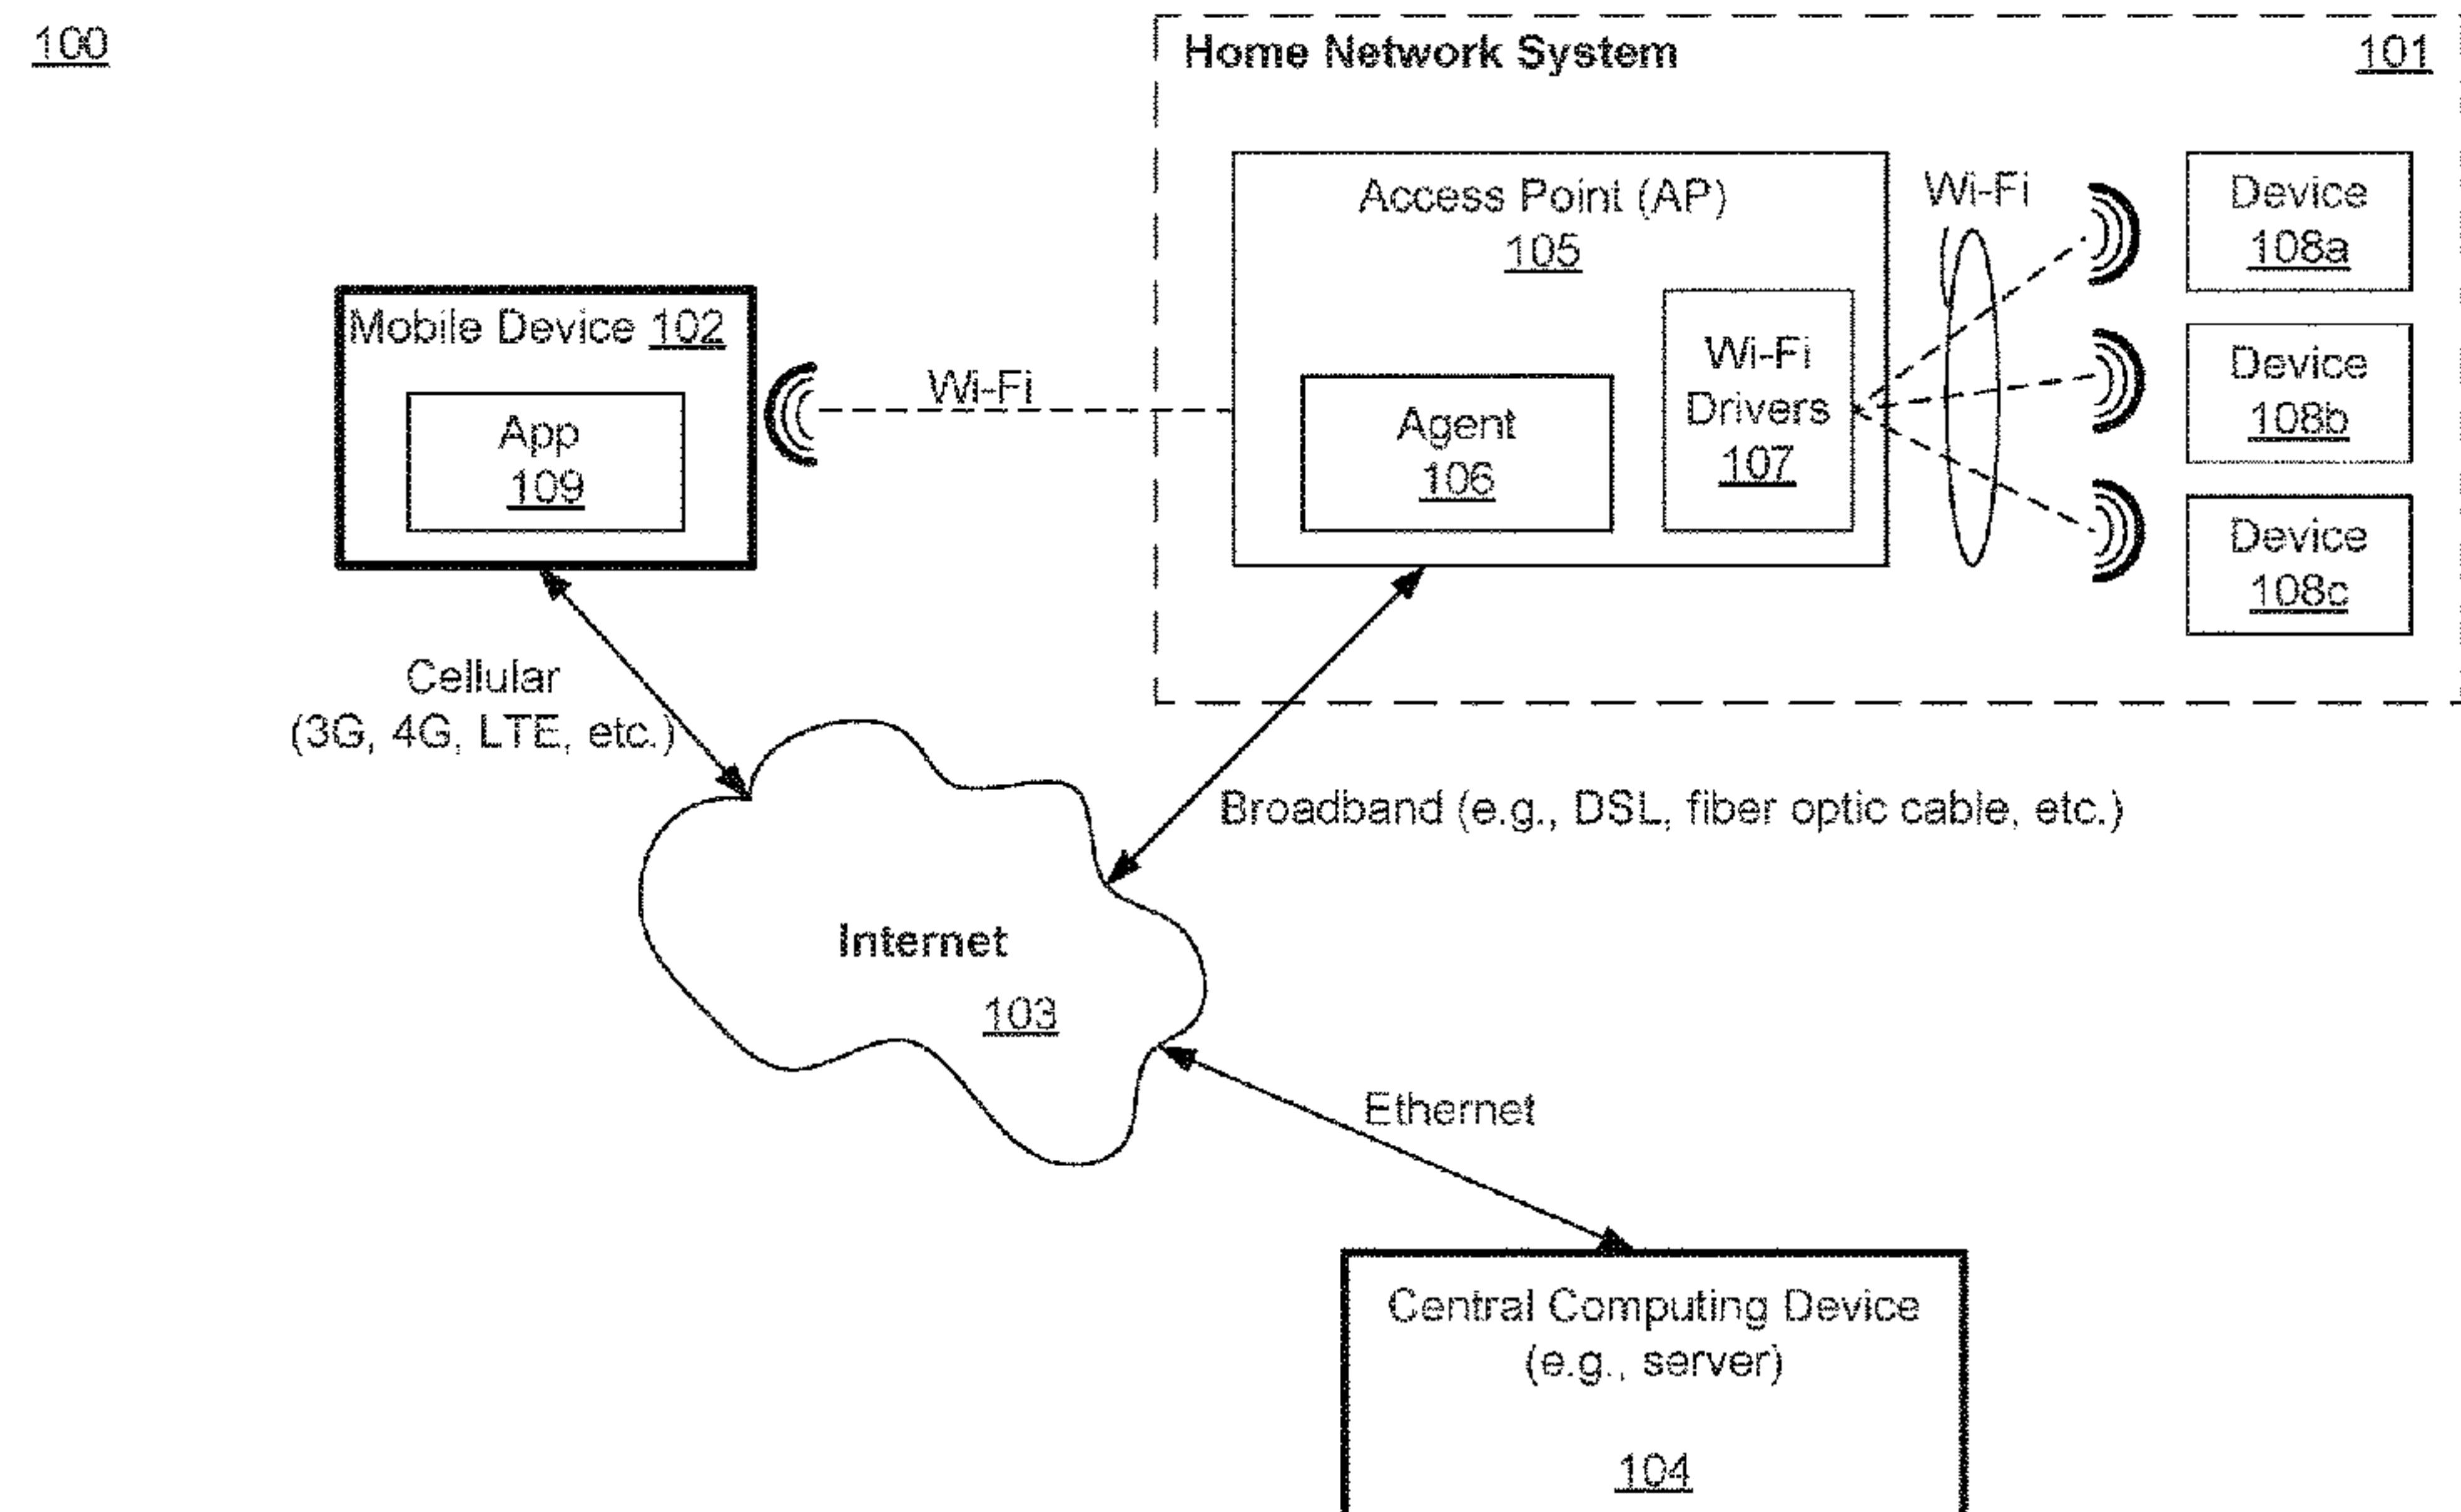 100
Home Network System
101
Access Point (AP)
105
Wi-Fi
Device
108a
Mobile Device 102
Wi-Fi
Drivers
107
Device
108b
App
109
Wi-Fi
Agent
106
Device
108c
Cellular
(3G, 4G, LTE, etc.)
Broadband (e.g., DSL, fiber optic cable, etc.)
Internet
103
Ethernet
Central Computing Device
(e.g., server)
104